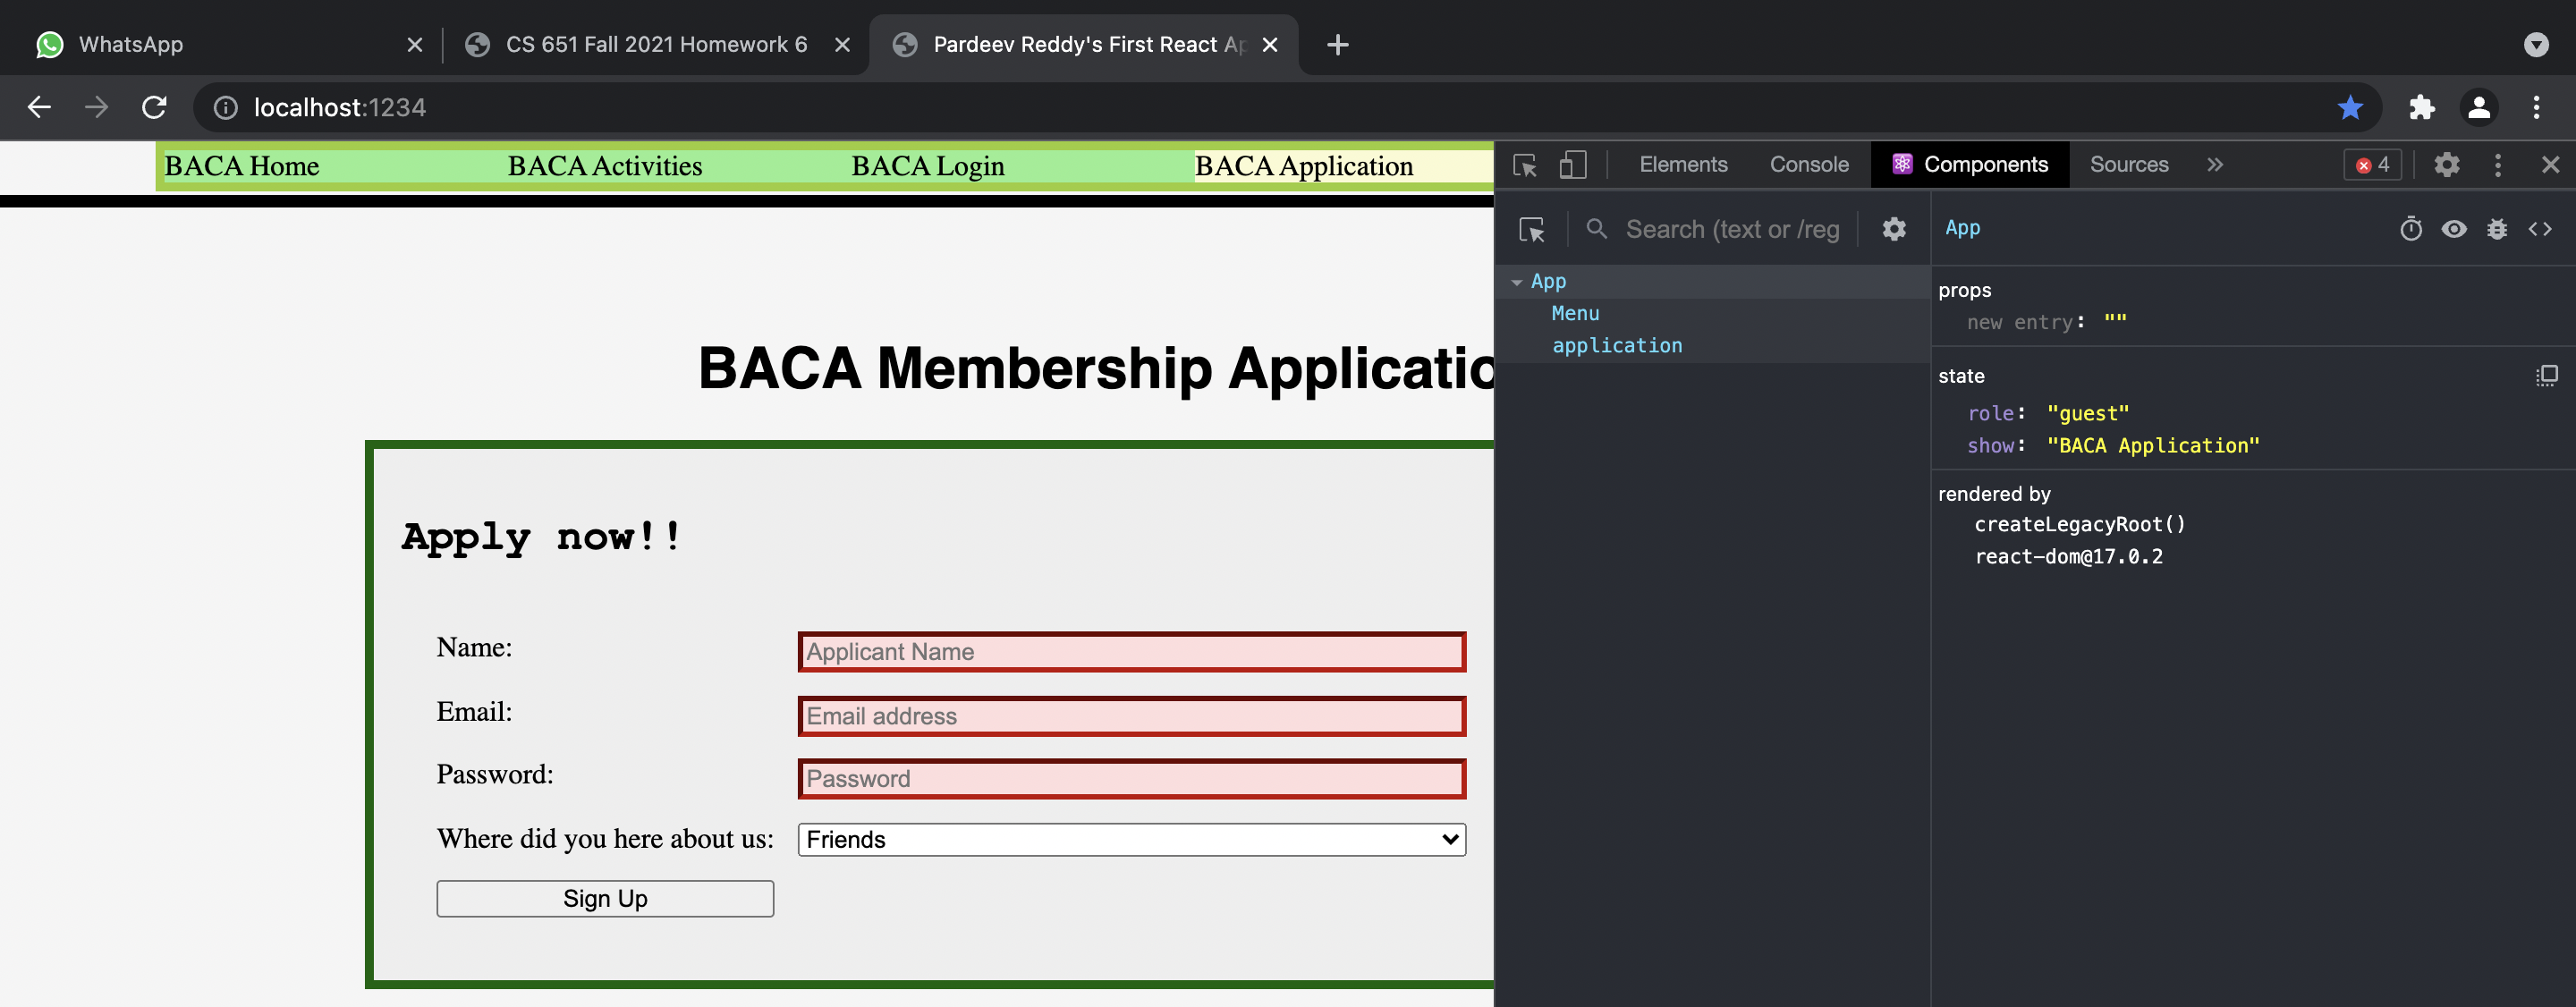 WhatsApp
CS 651 Fall 2021 Homework 6
Pardeev Reddy's First React Ap
localhost:1234
BACA Home BACA Activities BACA Login BACA Application
Elements Console Components Sources 4
Search (text or /reg
App
App
Menu
application
props
new entry: ""
state
role: "guest"
show: "BACA Application"
rendered by
createLegacyRoot()
react-dom@17.0.2
BACA Membership Applicatio
Apply now!!
Name: Applicant Name
Email: Email address
Password: Password
Where did you here about us: Friends
Sign Up